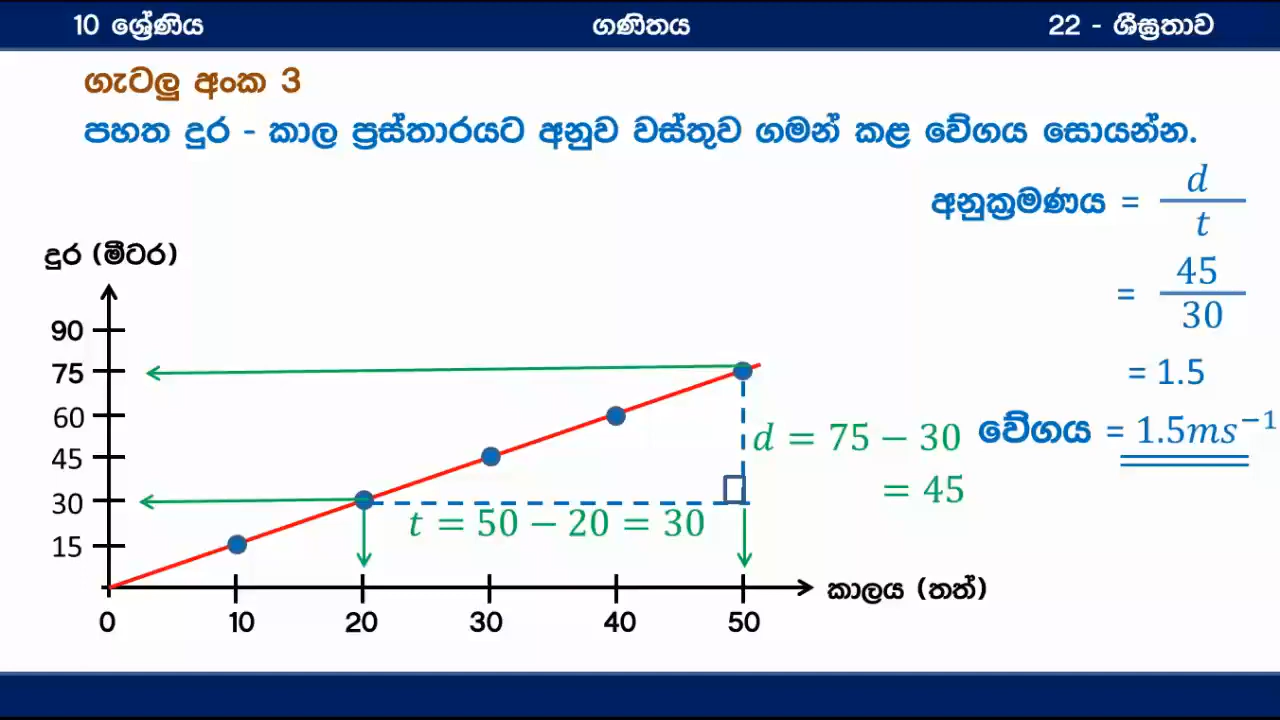 10 ශ්‍රේණිය ගණිතය 22 - ශීඝ්‍රතාව
ගැටලු අංක 3
පහත දුර - කාල ප්‍රස්තාරයට අනුව වස්තුව ගමන් කළ වේගය සොයන්න.
අනුක්‍රමණය = d/t
= 45/30
= 1.5
වේගය = 1.5ms⁻¹
දුර (මීටර)
90
75
60
45
30
15
d = 75 − 30
= 45
t = 50 − 20 = 30
0 10 20 30 40 50
කාලය (තත්)